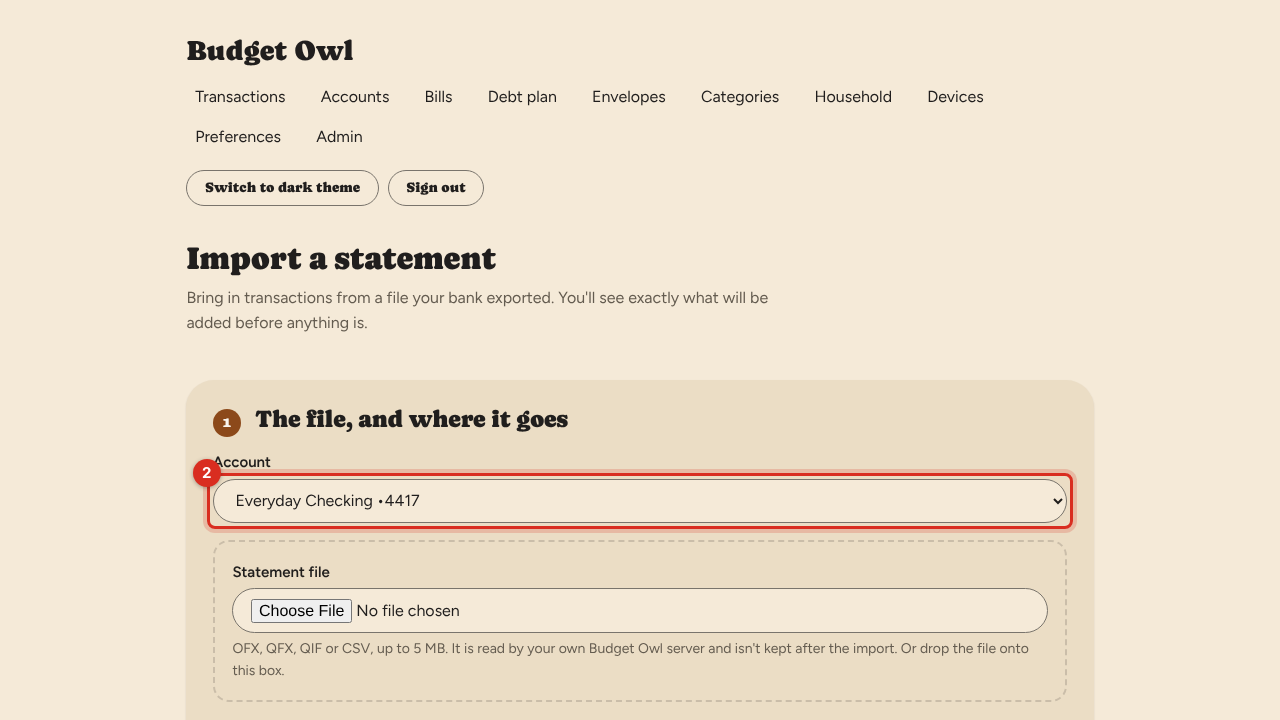 Budget Owl
Transactions Accounts Bills Debt plan Envelopes Categories Household Devices
Preferences Admin
Switch to dark theme Sign out
Import a statement
Bring in transactions from a file your bank exported. You'll see exactly what will be
added before anything is.
1 The file, and where it goes
Account
2
Everyday Checking •4417
Statement file
Choose File No file chosen
OFX, QFX, QIF or CSV, up to 5 MB. It is read by your own Budget Owl server and isn't kept after the import. Or drop the file onto
this box.